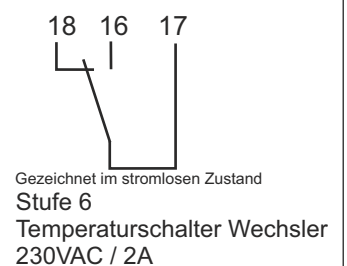 18 16 17
Gezeichnet im stromlosen Zustand
Stufe 6
Temperaturschalter Wechsler
230VAC / 2A